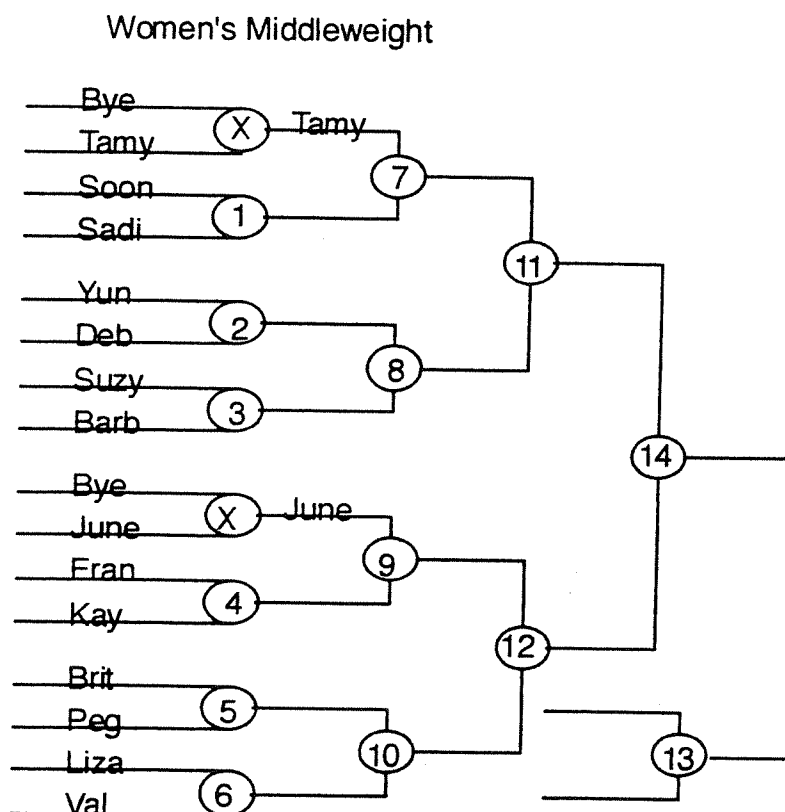 Women's Middleweight
Bye
X
Tamy
Tamy
7
Soon
1
Sadi
11
Yun
2
Deb
8
Suzy
3
Barb
14
Bye
X
June
June
9
Fran
4
Kay
12
Brit
5
Peg
10
13
Liza
6
Val